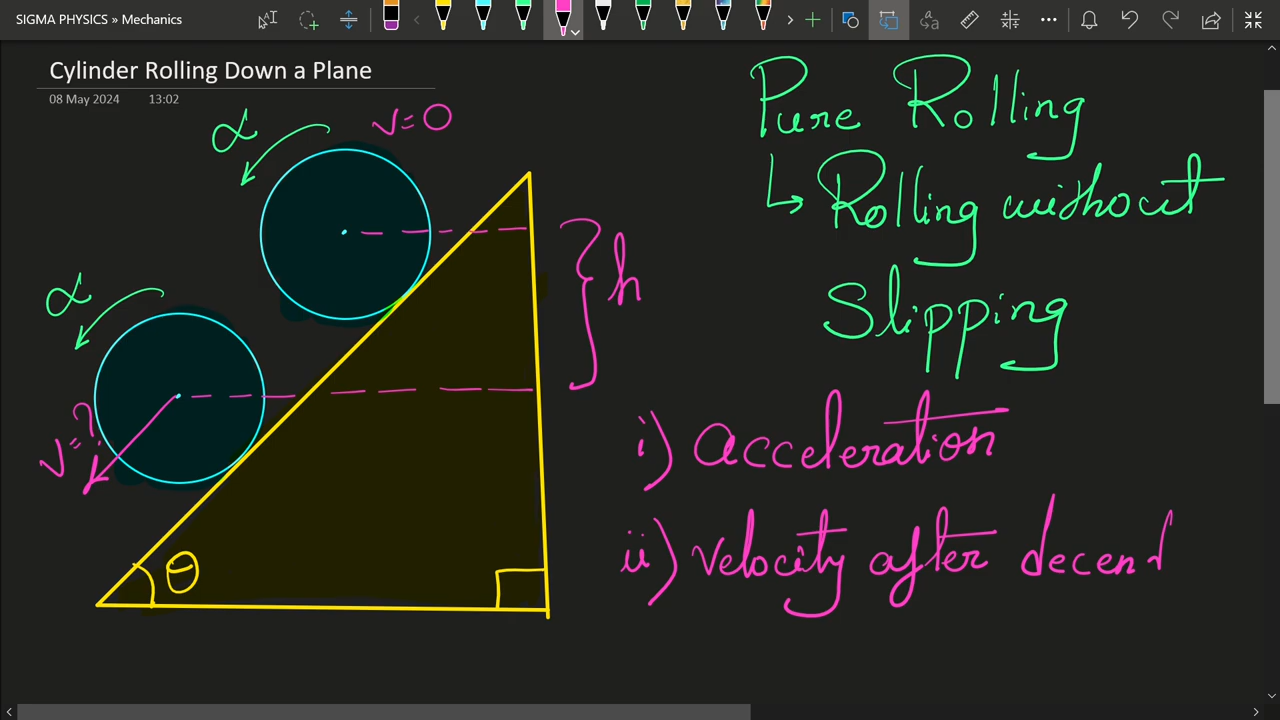 SIGMA PHYSICS » Mechanics
Cylinder Rolling Down a Plane
08 May 2024 13:02
α
v=0
h
α
v=?
θ
Pure Rolling
↳ Rolling without
Slipping
i) acceleration
ii) velocity after decend